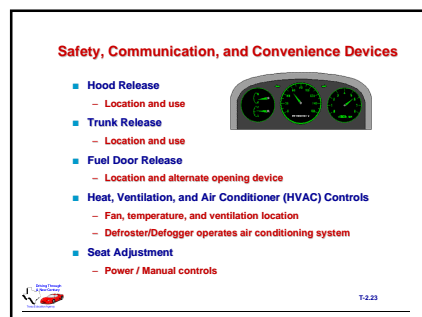 Safety, Communication, and Convenience Devices
■ Hood Release
– Location and use
■ Trunk Release
– Location and use
■ Fuel Door Release
– Location and alternate opening device
■ Heat, Ventilation, and Air Conditioner (HVAC) Controls
– Fan, temperature, and ventilation location
– Defroster/Defogger operates air conditioning system
■ Seat Adjustment
– Power / Manual controls
Driving Through
A New Century
T-2.23